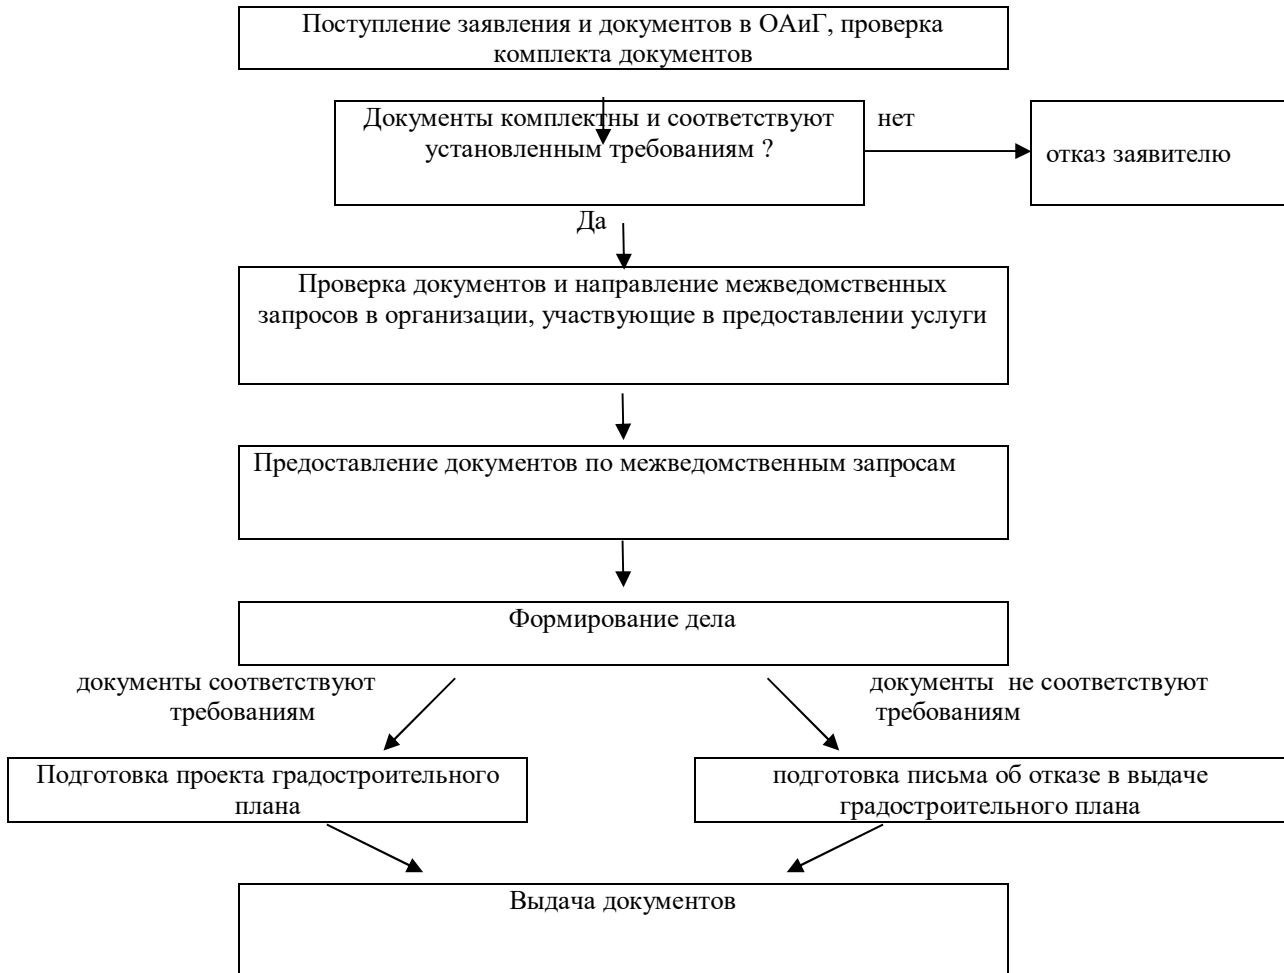 Поступление заявления и документов в ОАиГ, проверка
комплекта документов
Документы комплектны и соответствуют
установленным требованиям ?
нет
отказ заявителю
Да
Проверка документов и направление межведомственных
запросов в организации, участвующие в предоставлении услуги
Предоставление документов по межведомственным запросам
Формирование дела
документы соответствуют
требованиям
документы не соответствуют
требованиям
Подготовка проекта градостроительного
плана
подготовка письма об отказе в выдаче
градостроительного плана
Выдача документов